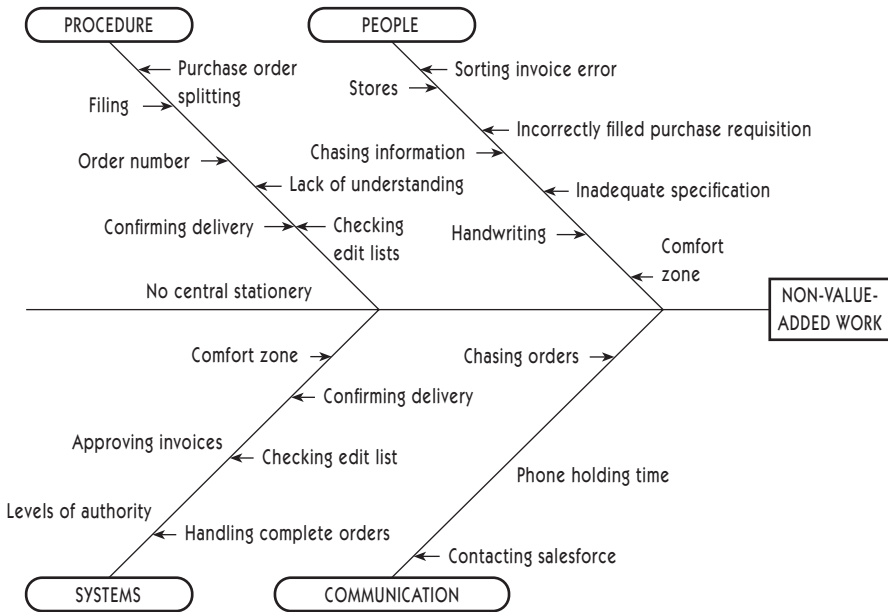 PROCEDURE
PEOPLE
Purchase order
splitting
Sorting invoice error
Stores
Filing
Incorrectly filled purchase requisition
Chasing information
Order number
Lack of understanding
Inadequate specification
Confirming delivery
Checking
edit lists
Handwriting
Comfort
zone
No central stationery
NON-VALUE-
ADDED WORK
Comfort zone
Chasing orders
Confirming delivery
Approving invoices
Checking edit list
Phone holding time
Levels of authority
Handling complete orders
Contacting salesforce
SYSTEMS
COMMUNICATION